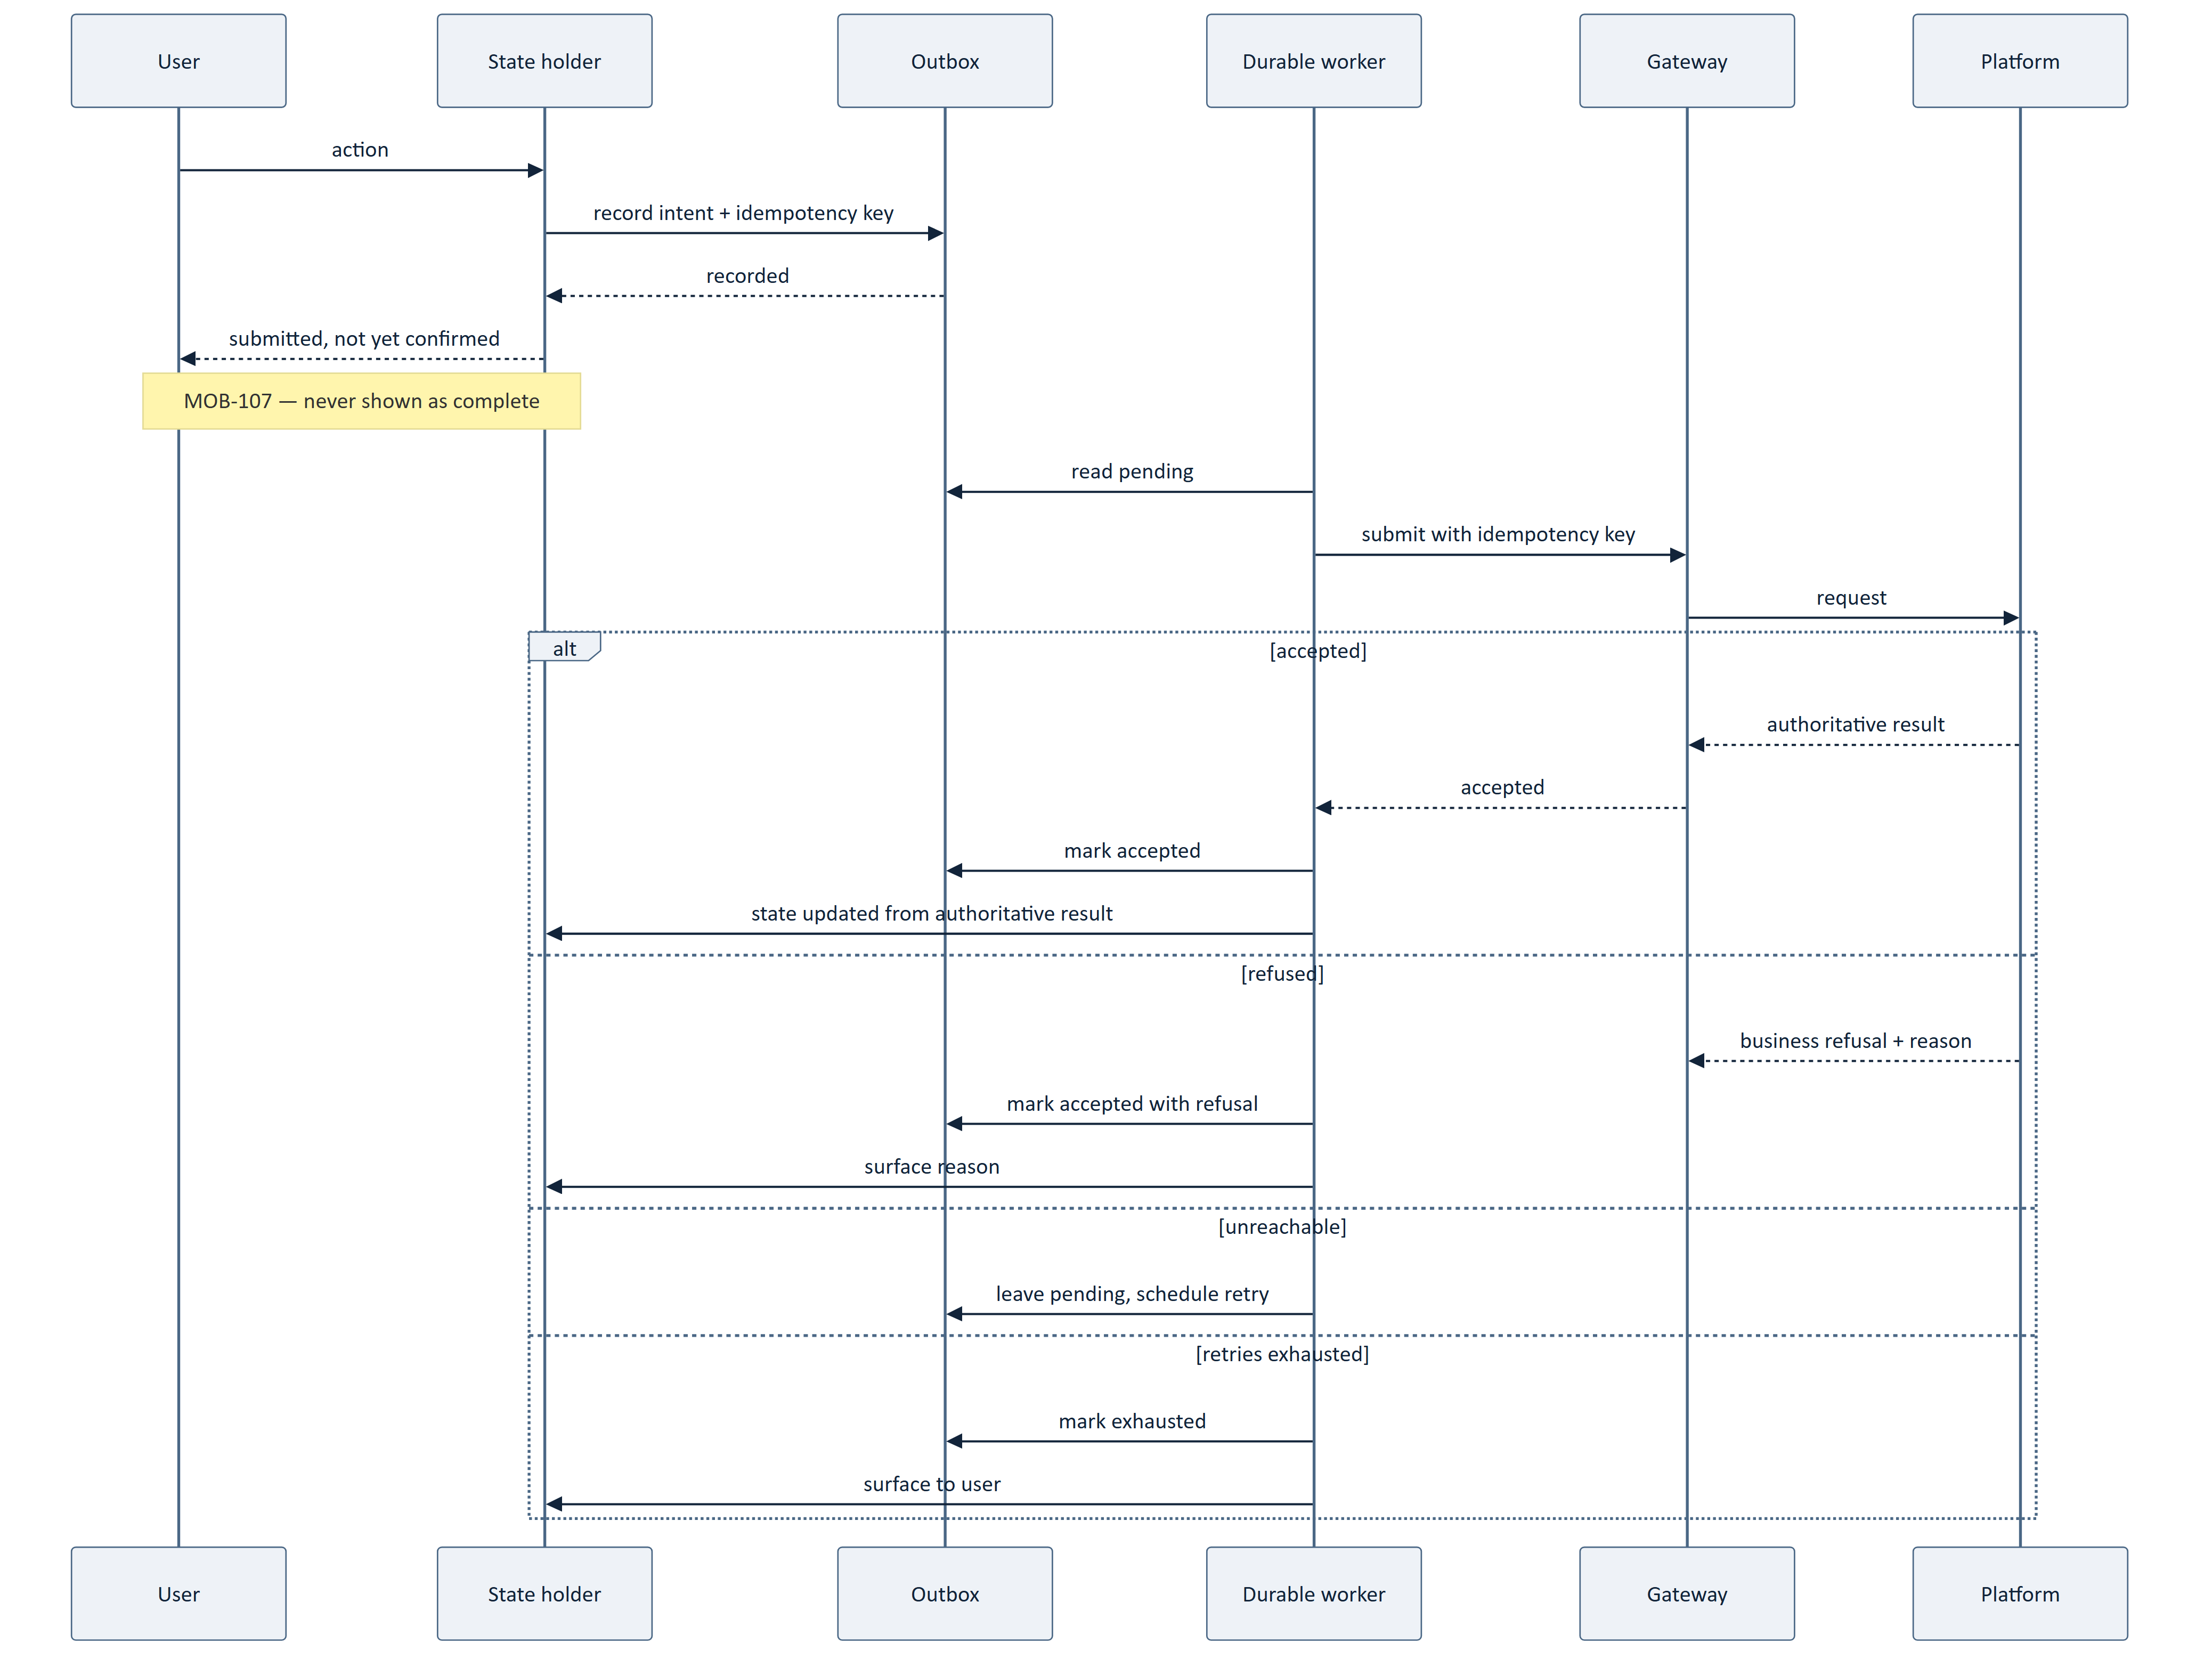 User
State holder
Outbox
Durable worker
Gateway
Platform
action
record intent + idempotency key
recorded
submitted, not yet confirmed
MOB-107 — never shown as complete
read pending
submit with idempotency key
request
alt
[accepted]
authoritative result
accepted
mark accepted
state updated from authoritative result
[refused]
business refusal + reason
mark accepted with refusal
surface reason
[unreachable]
leave pending, schedule retry
[retries exhausted]
mark exhausted
surface to user
User
State holder
Outbox
Durable worker
Gateway
Platform